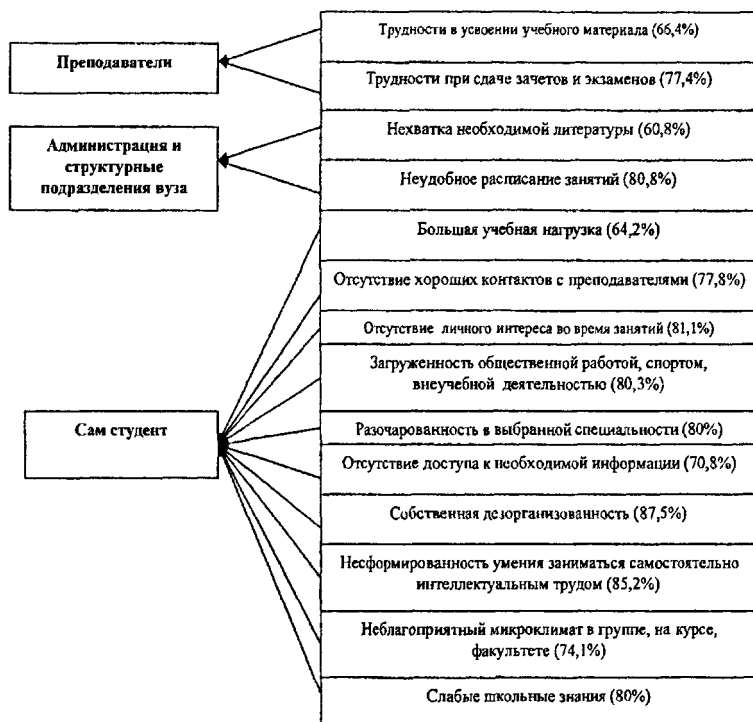 Преподаватели
Администрация и
структурные
подразделения вуза
Сам студент
Трудности в усвоении учебного материала (66,4%)
Трудности при сдаче зачетов и экзаменов (77,4%)
Нехватка необходимой литературы (60,8%)
Неудобное расписание занятий (80,8%)
Большая учебная нагрузка (64,2%)
Отсутствие хороших контактов с преподавателями (77,8%)
Отсутствие личного интереса во время занятий (81,1%)
Загруженность общественной работой, спортом,
внеучебной деятельностью (80,3%)
Разочарованность в выбранной специальности (80%)
Отсутствие доступа к необходимой информации (70,8%)
Собственная дезорганизованность (87,5%)
Несформированность умения заниматься самостоятельно
интеллектуальным трудом (85,2%)
Неблагоприятный микроклимат в группе, на курсе,
факультете (74,1%)
Слабые школьные знания (80%)